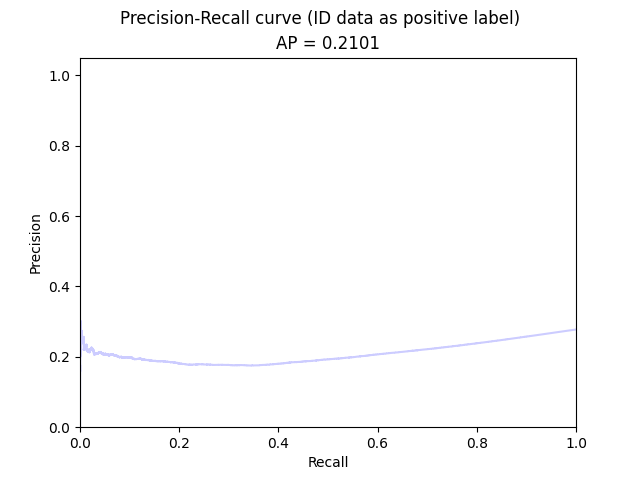 Precision-Recall curve (ID data as positive label)
AP = 0.2101
1.0
0.8
0.6
0.4
0.2
0.0
Precision
0.0 0.2 0.4 0.6 0.8 1.0
Recall